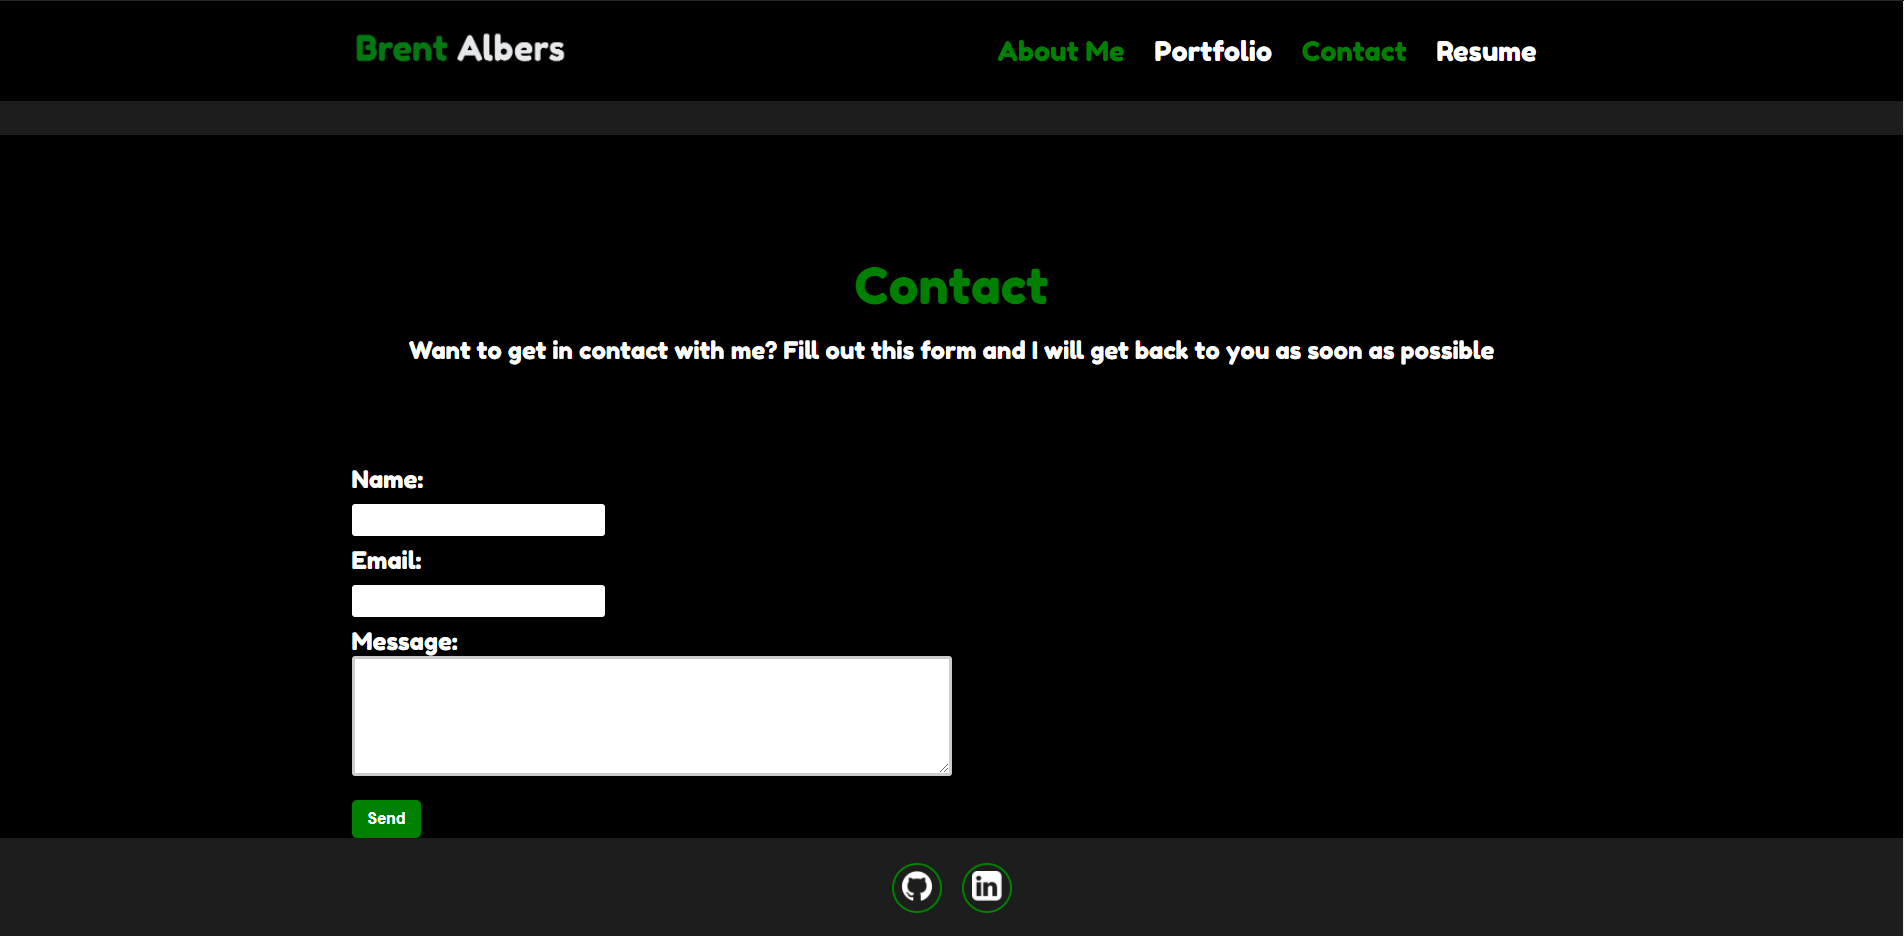 Brent Albers
About Me Portfolio Contact Resume
Contact
Want to get in contact with me? Fill out this form and I will get back to you as soon as possible
Name:
Email:
Message:
Send
in